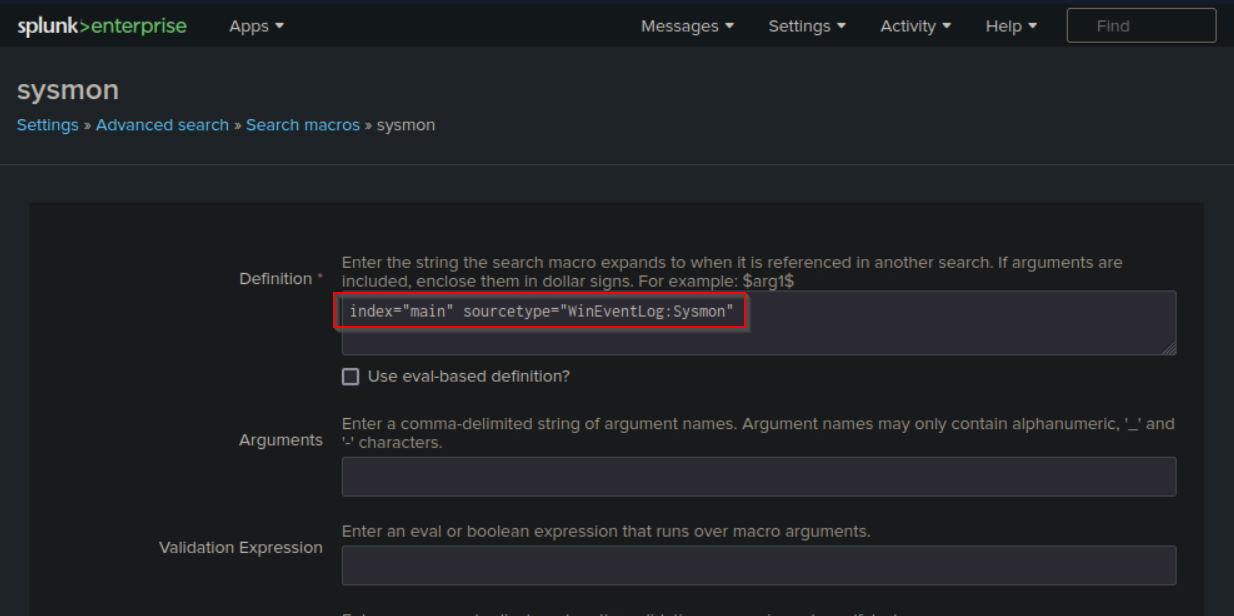 splunk>enterprise Apps Messages Settings Activity Help Find
sysmon
Settings » Advanced search » Search macros » sysmon
Enter the string the search macro expands to when it is referenced in another search. If arguments are
Definition *
included, enclose them in dollar signs. For example: $arg1$
index="main" sourcetype="WinEventLog:Sysmon"
Use eval-based definition?
Enter a comma-delimited string of argument names. Argument names may only contain alphanumeric, '_' and
Arguments
'-' characters.
Enter an eval or boolean expression that runs over macro arguments.
Validation Expression